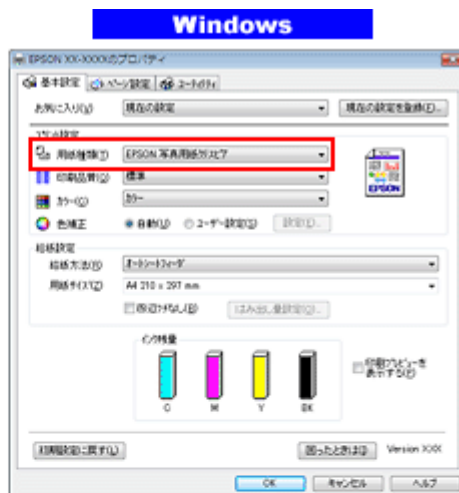 Windows
EPSON XX-XXXXのプロパティ
基本設定 ページ設定 ユーティリティ
お気に入り(V) 現在の設定 現在の設定を登録(E)...
用紙種類(T) EPSON 写真用紙クリスピア
印刷品質(Q) 標準
カラー(C) カラー
EPSON
色補正 自動(U) ユーザー設定(S) 設定(D)...
給紙設定
給紙方法(R) オートシートフィーダ
用紙サイズ(Z) A4 210 x 297 mm
四辺フチなし(B) はみ出し量設定(Q)...
インク残量
印刷プレビューを
表示する(P)
C M Y BK
初期設定に戻す(L) 困ったときは(J) Version XXX
OK キャンセル ヘルプ